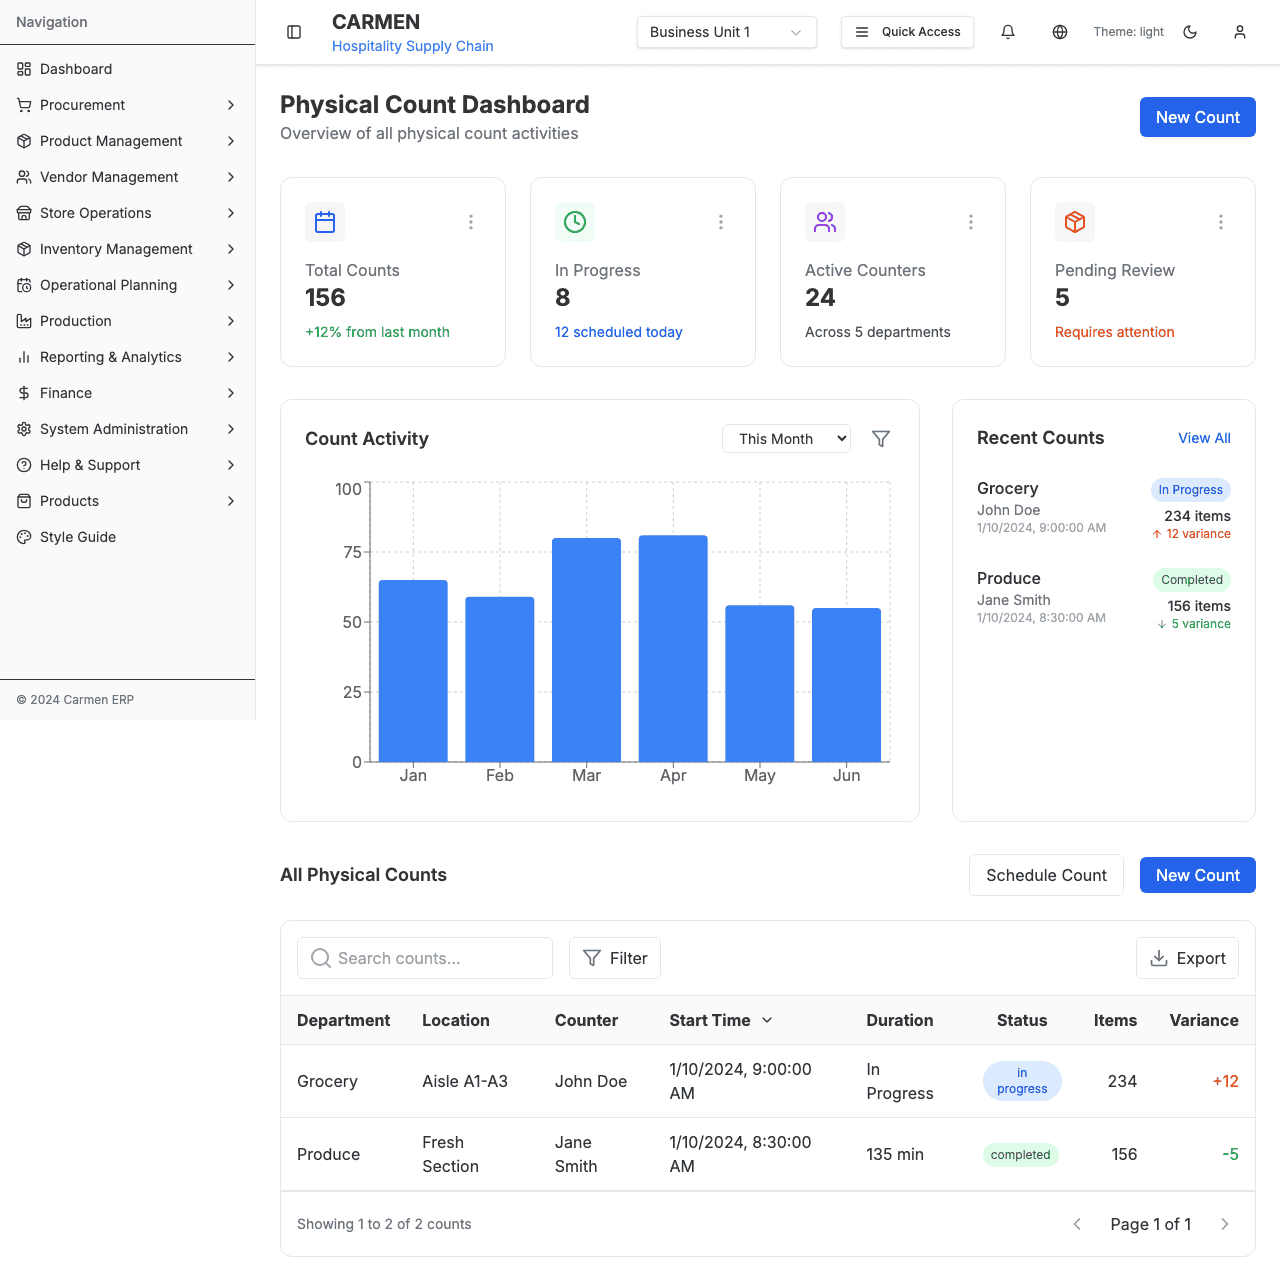 Navigation
Dashboard
Procurement
Product Management
Vendor Management
Store Operations
Inventory Management
Operational Planning
Production
Reporting & Analytics
Finance
System Administration
Help & Support
Products
Style Guide
© 2024 Carmen ERP
CARMEN
Hospitality Supply Chain
Business Unit 1
Quick Access
Theme: light
Physical Count Dashboard
Overview of all physical count activities
New Count
Total Counts
156
+12% from last month
In Progress
8
12 scheduled today
Active Counters
24
Across 5 departments
Pending Review
5
Requires attention
Count Activity
This Month
100
75
50
25
0
Jan
Feb
Mar
Apr
May
Jun
Recent Counts
View All
Grocery
In Progress
John Doe
234 items
1/10/2024, 9:00:00 AM
↑ 12 variance
Produce
Completed
Jane Smith
156 items
1/10/2024, 8:30:00 AM
↓ 5 variance
All Physical Counts
Schedule Count
New Count
Search counts...
Filter
Export
Department Location Counter Start Time Duration Status Items Variance
Grocery
Aisle A1-A3
John Doe
1/10/2024, 9:00:00
AM
In
Progress
in
progress
234
+12
Produce
Fresh
Section
Jane
Smith
1/10/2024, 8:30:00
AM
135 min
completed
156
-5
Showing 1 to 2 of 2 counts
Page 1 of 1